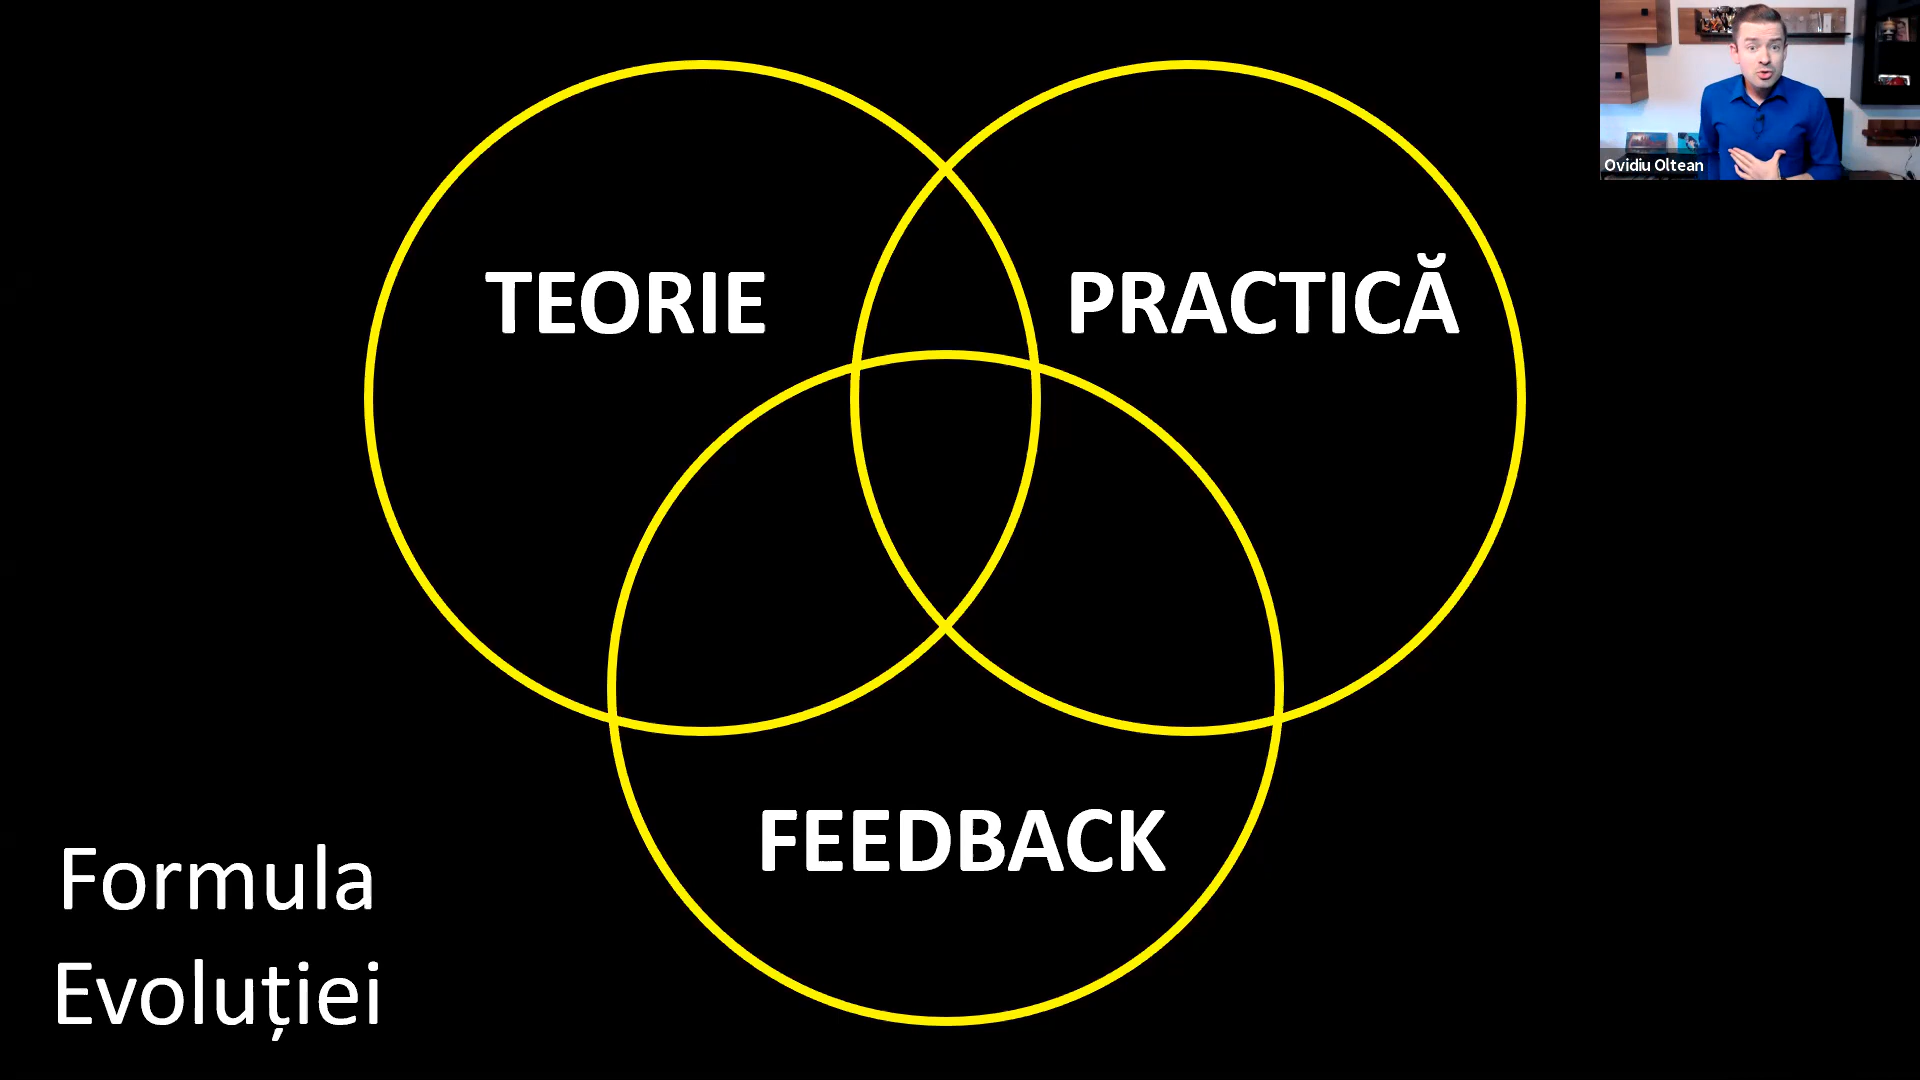 TEORIE
PRACTICĂ
FEEDBACK
Formula
Evoluției
Ovidiu Oltean